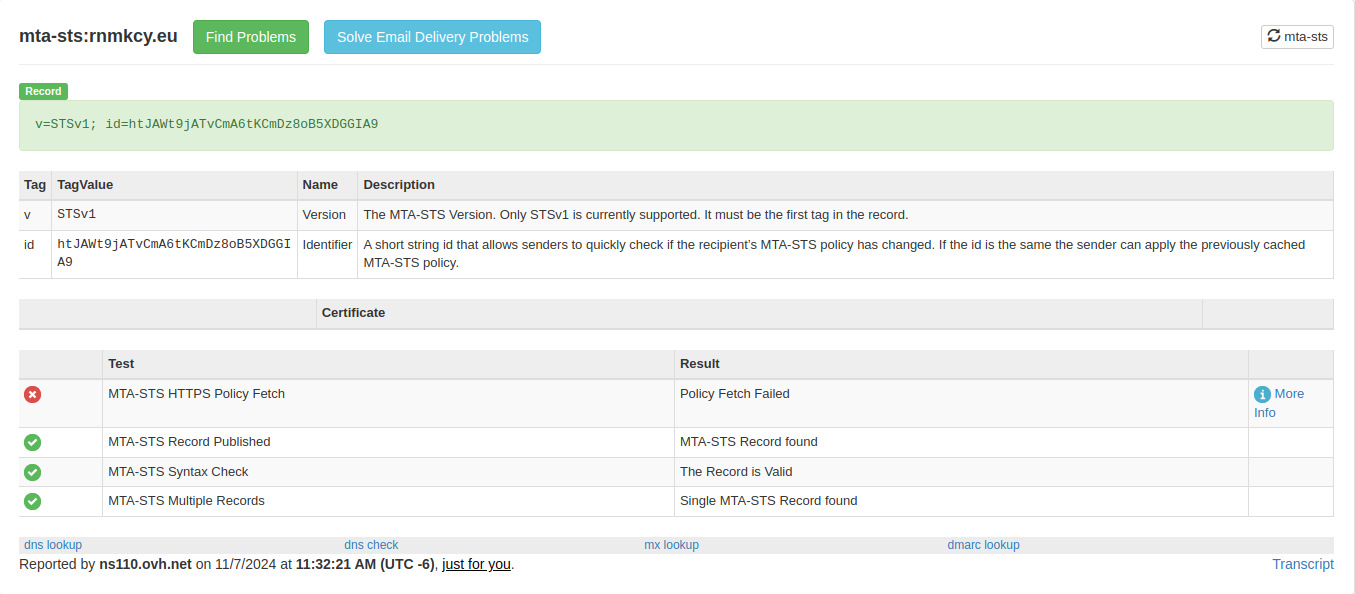 mta-sts:rnmkcy.eu Find Problems Solve Email Delivery Problems mta-sts
Record
v=STSv1; id=htJAWt9jATvCmA6tKCmDz8oB5XDGGIA9
Tag TagValue Name Description
v STSv1 Version The MTA-STS Version. Only STSv1 is currently supported. It must be the first tag in the record.
id htJAWt9jATvCmA6tKCmDz8oB5XDGGI Identifier A short string id that allows senders to quickly check if the recipient's MTA-STS policy has changed. If the id is the same the sender can apply the previously cached
A9 MTA-STS policy.
Certificate
Test Result
MTA-STS HTTPS Policy Fetch Policy Fetch Failed More
Info
MTA-STS Record Published MTA-STS Record found
MTA-STS Syntax Check The Record is Valid
MTA-STS Multiple Records Single MTA-STS Record found
dns lookup dns check mx lookup dmarc lookup
Reported by ns110.ovh.net on 11/7/2024 at 11:32:21 AM (UTC -6), just for you. Transcript